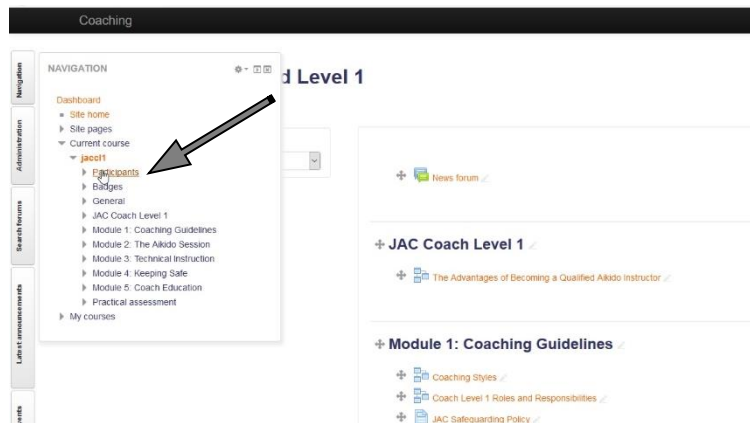 Coaching
Navigation
Administration
Search forums
Latest announcements
NAVIGATION
Dashboard
Site home
Site pages
Current course
jaccl1
Participants
Badges
General
JAC Coach Level 1
Module 1: Coaching Guidelines
Module 2: The Aikido Session
Module 3: Technical Instruction
Module 4: Keeping Safe
Module 5: Coach Education
Practical assessment
My courses
d Level 1
News forum
JAC Coach Level 1
The Advantages of Becoming a Qualified Aikido Instructor
Module 1: Coaching Guidelines
Coaching Styles
Coach Level 1 Roles and Responsibilities
JAC Safeguarding Policy